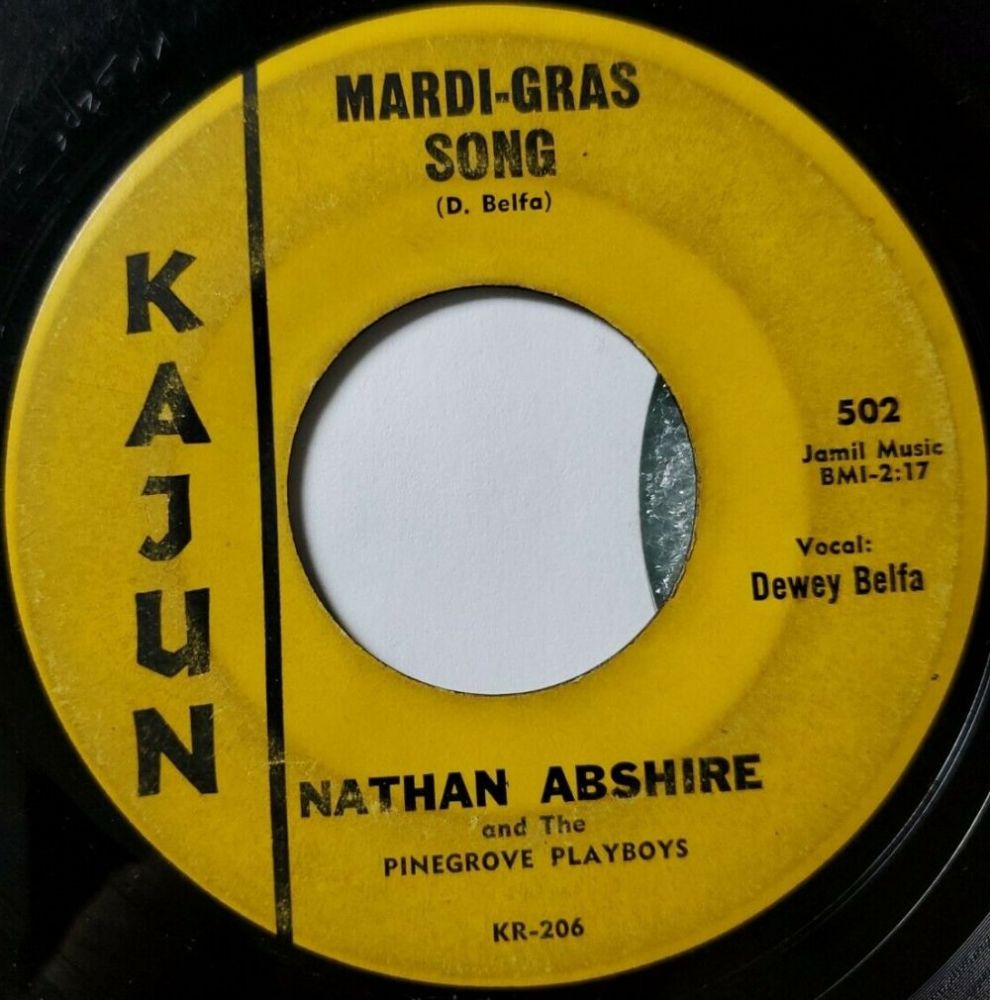 MARDI-GRAS
SONG
(D. Belfa)
KAJUN
502
Jamil Music
BMI-2:17
Vocal:
Dewey Belfa
NATHAN ABSHIRE
and The
PINEGROVE PLAYBOYS
KR-206